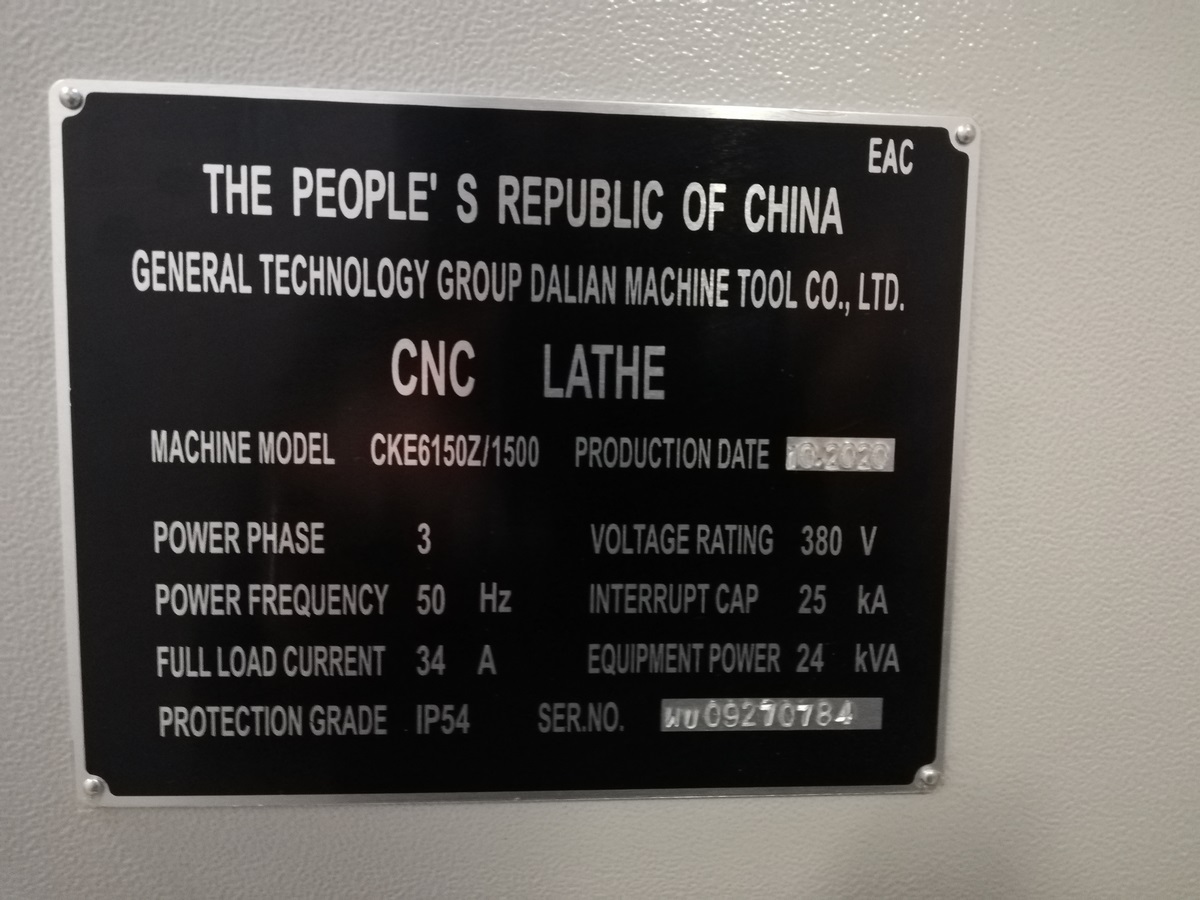 EAC
THE PEOPLE' S REPUBLIC OF CHINA
GENERAL TECHNOLOGY GROUP DALIAN MACHINE TOOL CO., LTD.
CNC LATHE
MACHINE MODEL CKE6150Z/1500 PRODUCTION DATE 10.2020
POWER PHASE 3 VOLTAGE RATING 380 V
POWER FREQUENCY 50 Hz INTERRUPT CAP 25 kA
FULL LOAD CURRENT 34 A EQUIPMENT POWER 24 kVA
PROTECTION GRADE IP54 SER.NO. WU09270784